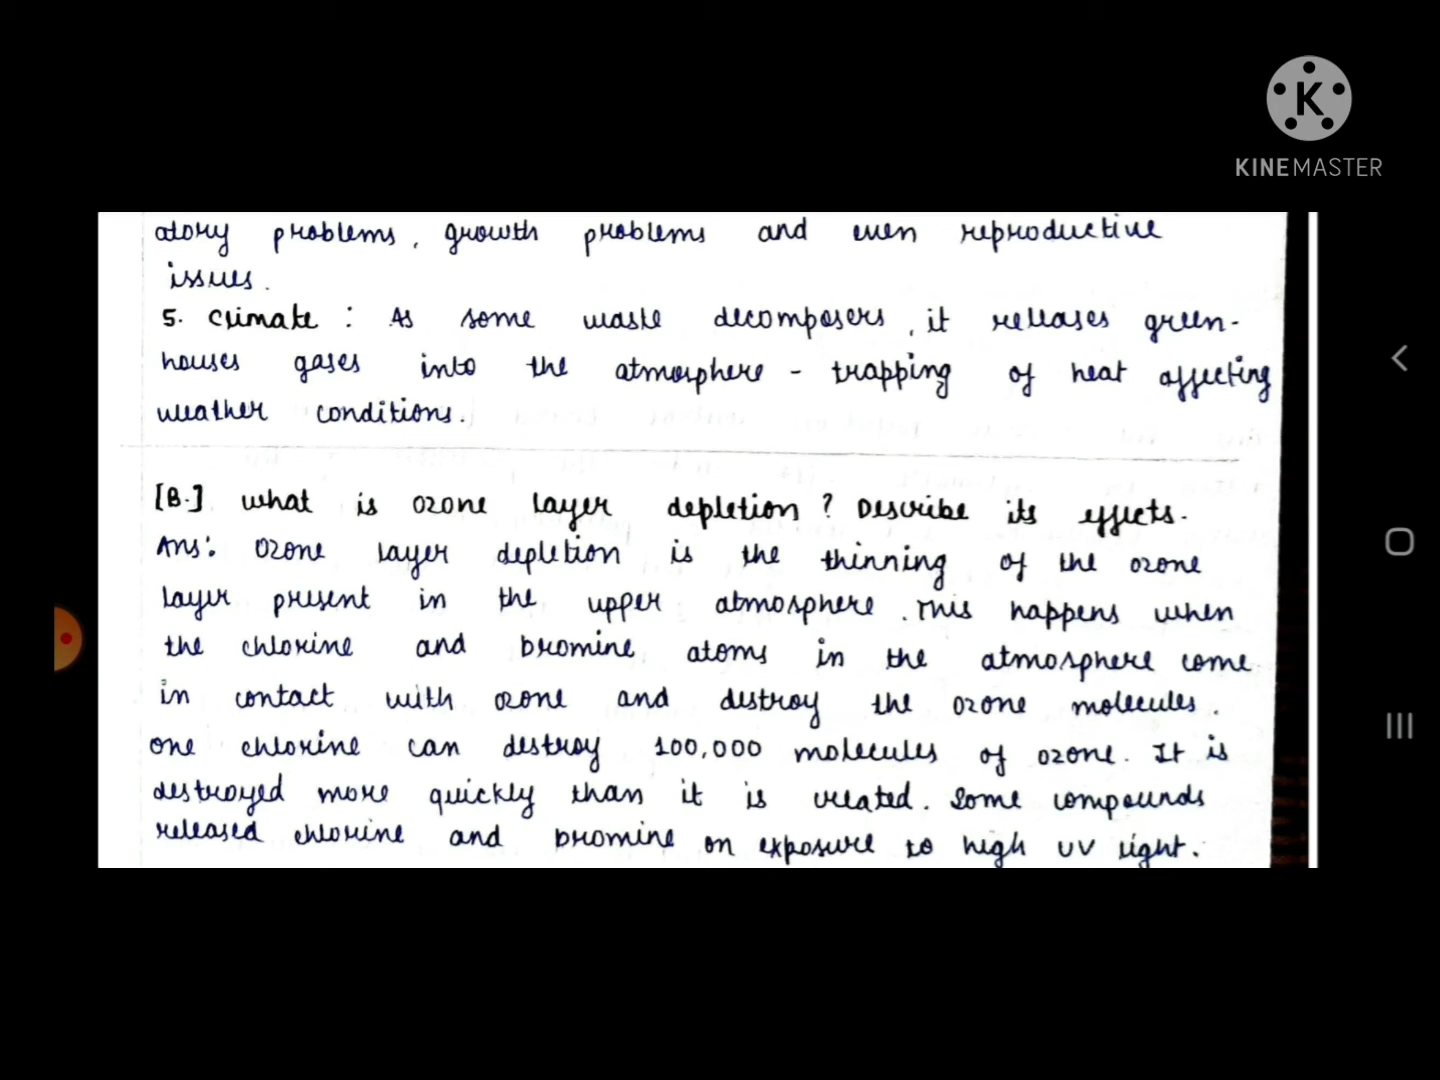 K
KINEMASTER
atory problems, growth problems and even reproductive
issues.
5. Climate : As some waste decomposers, it releases green-
houses gases into the atmosphere - trapping of heat affecting
weather conditions.
[B.] What is ozone layer depletion ? Describe its effects.
Ans: Ozone layer depletion is the thinning of the ozone
layer present in the upper atmosphere. This happens when
the chlorine and bromine atoms in the atmosphere come
in contact with ozone and destroy the ozone molecules.
One chlorine can destroy 100,000 molecules of ozone. It is
destroyed more quickly than it is created. Some compounds
released chlorine and bromine on exposure to high UV light.